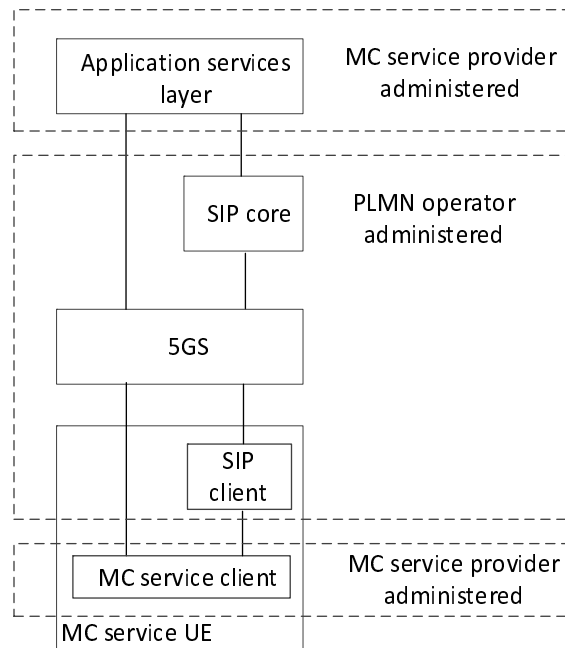 Application services
layer
MC service provider
administered
SIP core
PLMN operator
administered
5GS
SIP
client
MC service client
MC service provider
administered
MC service UE